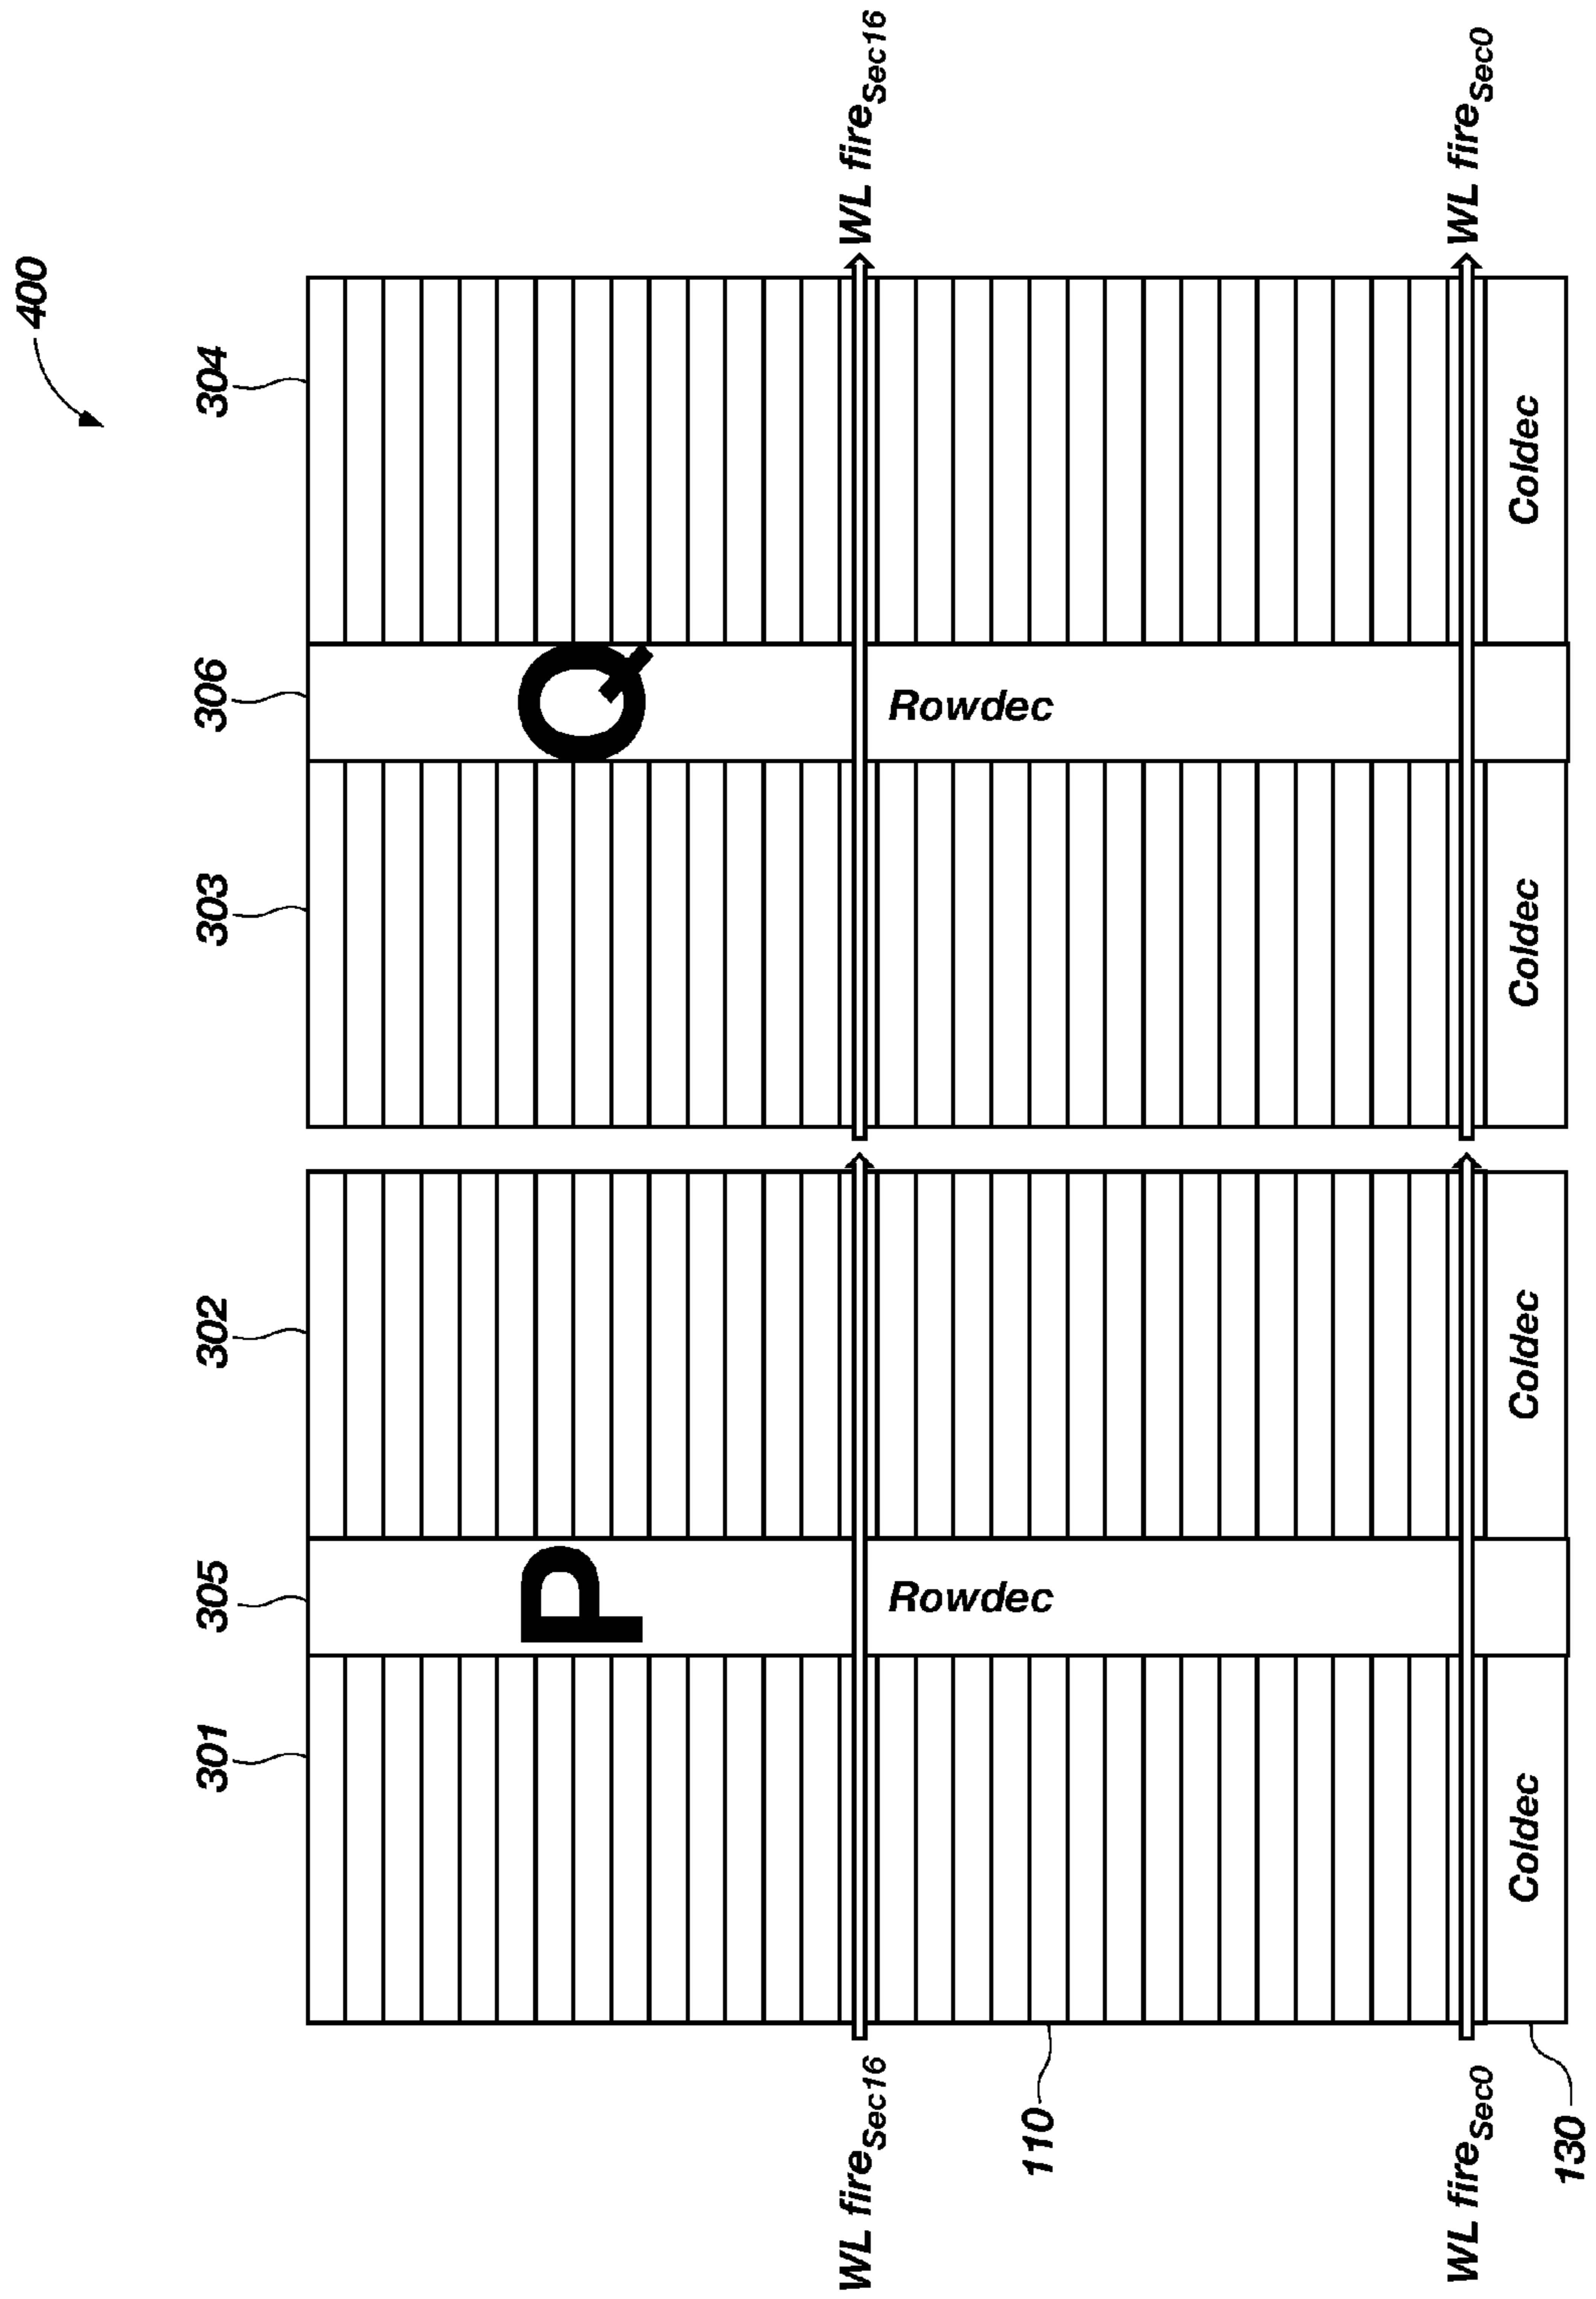 400
301
305
302
303
306
304
P
Q
WL fireSec16
WL fireSec16
Rowdec
Rowdec
110
WL fireSec0
WL fireSec0
Coldec
Coldec
Coldec
Coldec
130